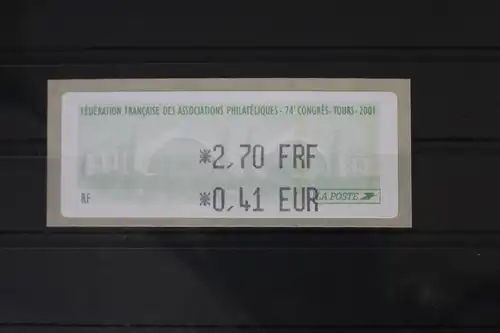 FÉDÉRATION FRANÇAISE DES ASSOCIATIONS PHILATÉLIQUES - 74e CONGRÈS - TOURS - 2001
*2,70 FRF
*0,41 EUR
RF
LA POSTE